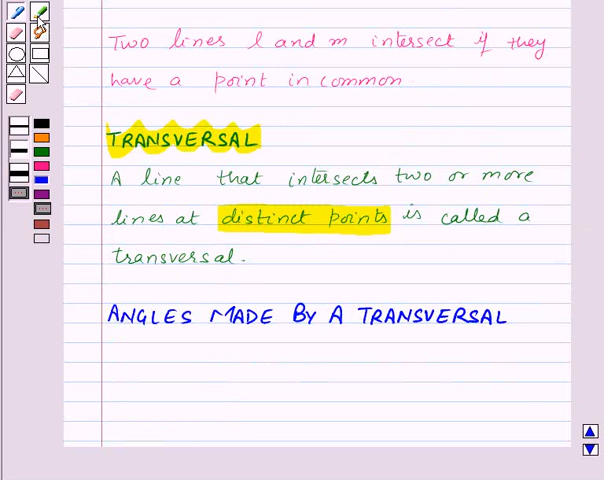 Two lines l and m intersect if they
have a point in common
TRANSVERSAL
A line that intersects two or more
lines at distinct points is called a
transversal.
ANGLES MADE BY A TRANSVERSAL